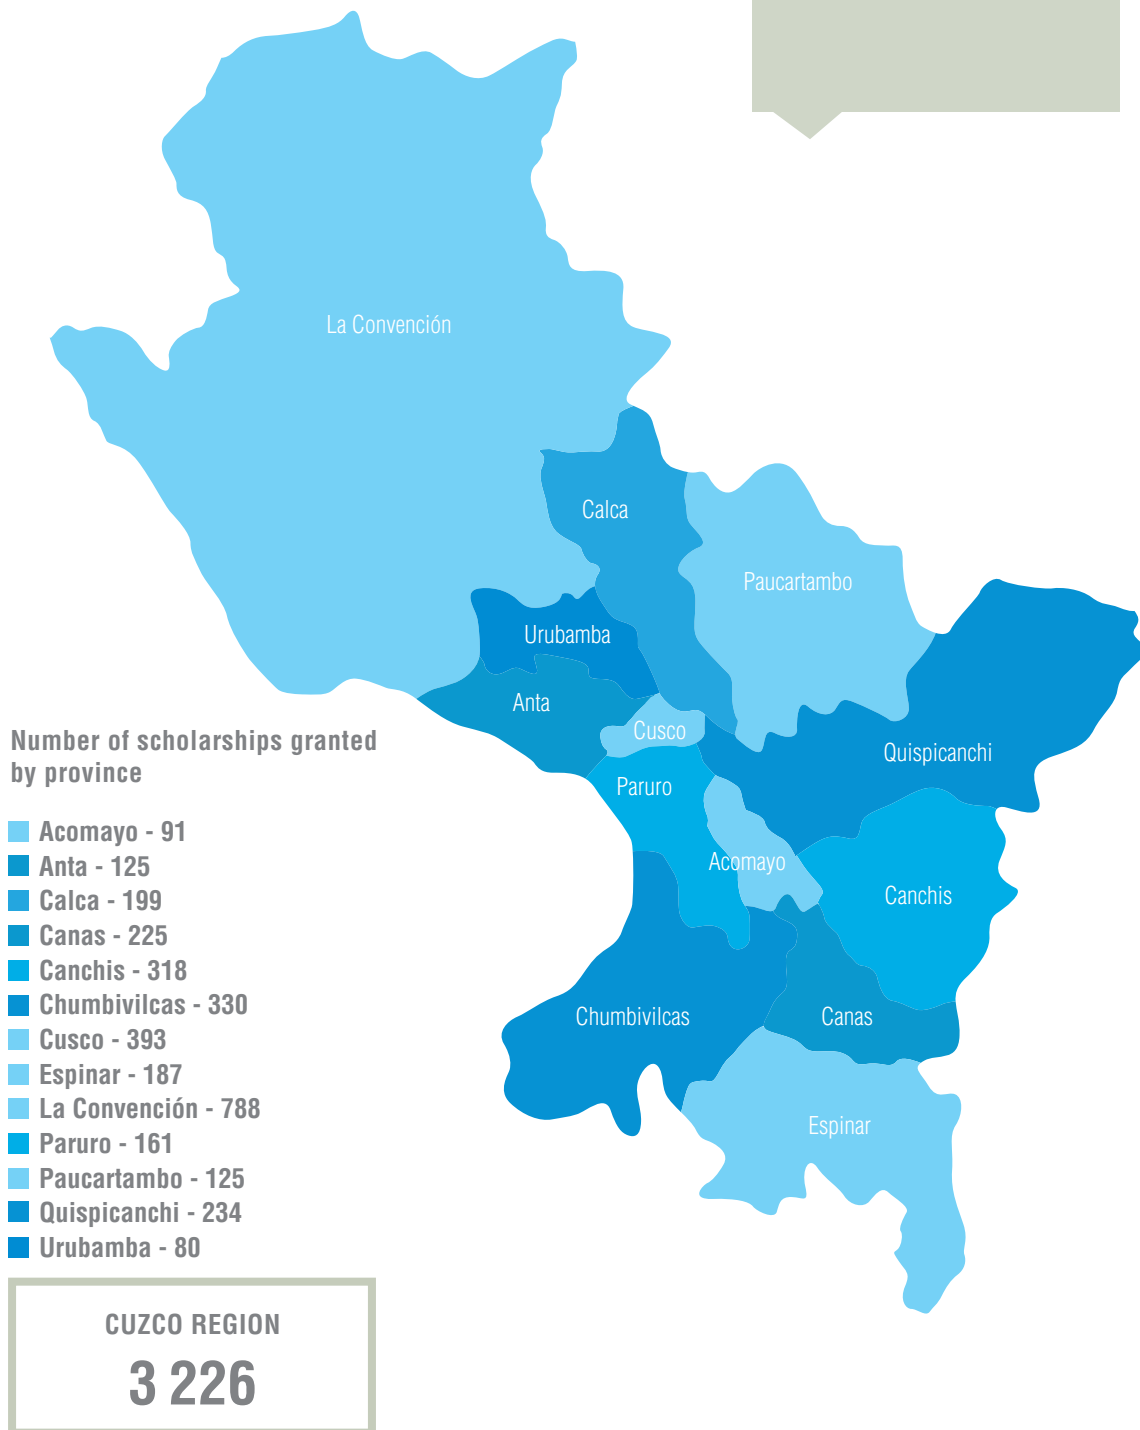 La Convención
Calca
Paucartambo
Urubamba
Anta
Cusco
Quispicanchi
Paruro
Acomayo
Canchis
Chumbivilcas
Canas
Espinar
Number of scholarships granted
by province
Acomayo - 91
Anta - 125
Calca - 199
Canas - 225
Canchis - 318
Chumbivilcas - 330
Cusco - 393
Espinar - 187
La Convención - 788
Paruro - 161
Paucartambo - 125
Quispicanchi - 234
Urubamba - 80
CUZCO REGION
3 226